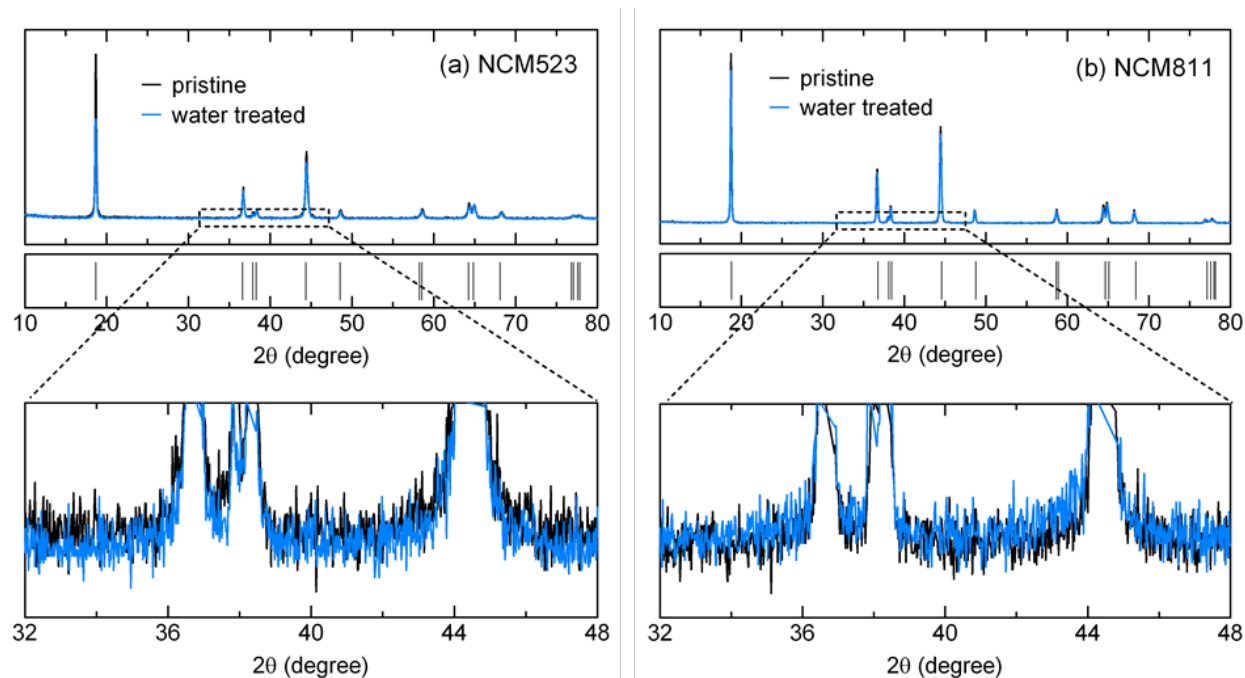 (a) NCM523
pristine
water treated
10 20 30 40 50 60 70 80
2θ (degree)
32 36 40 44 48
2θ (degree)
(b) NCM811
pristine
water treated
10 20 30 40 50 60 70 80
2θ (degree)
32 36 40 44 48
2θ (degree)